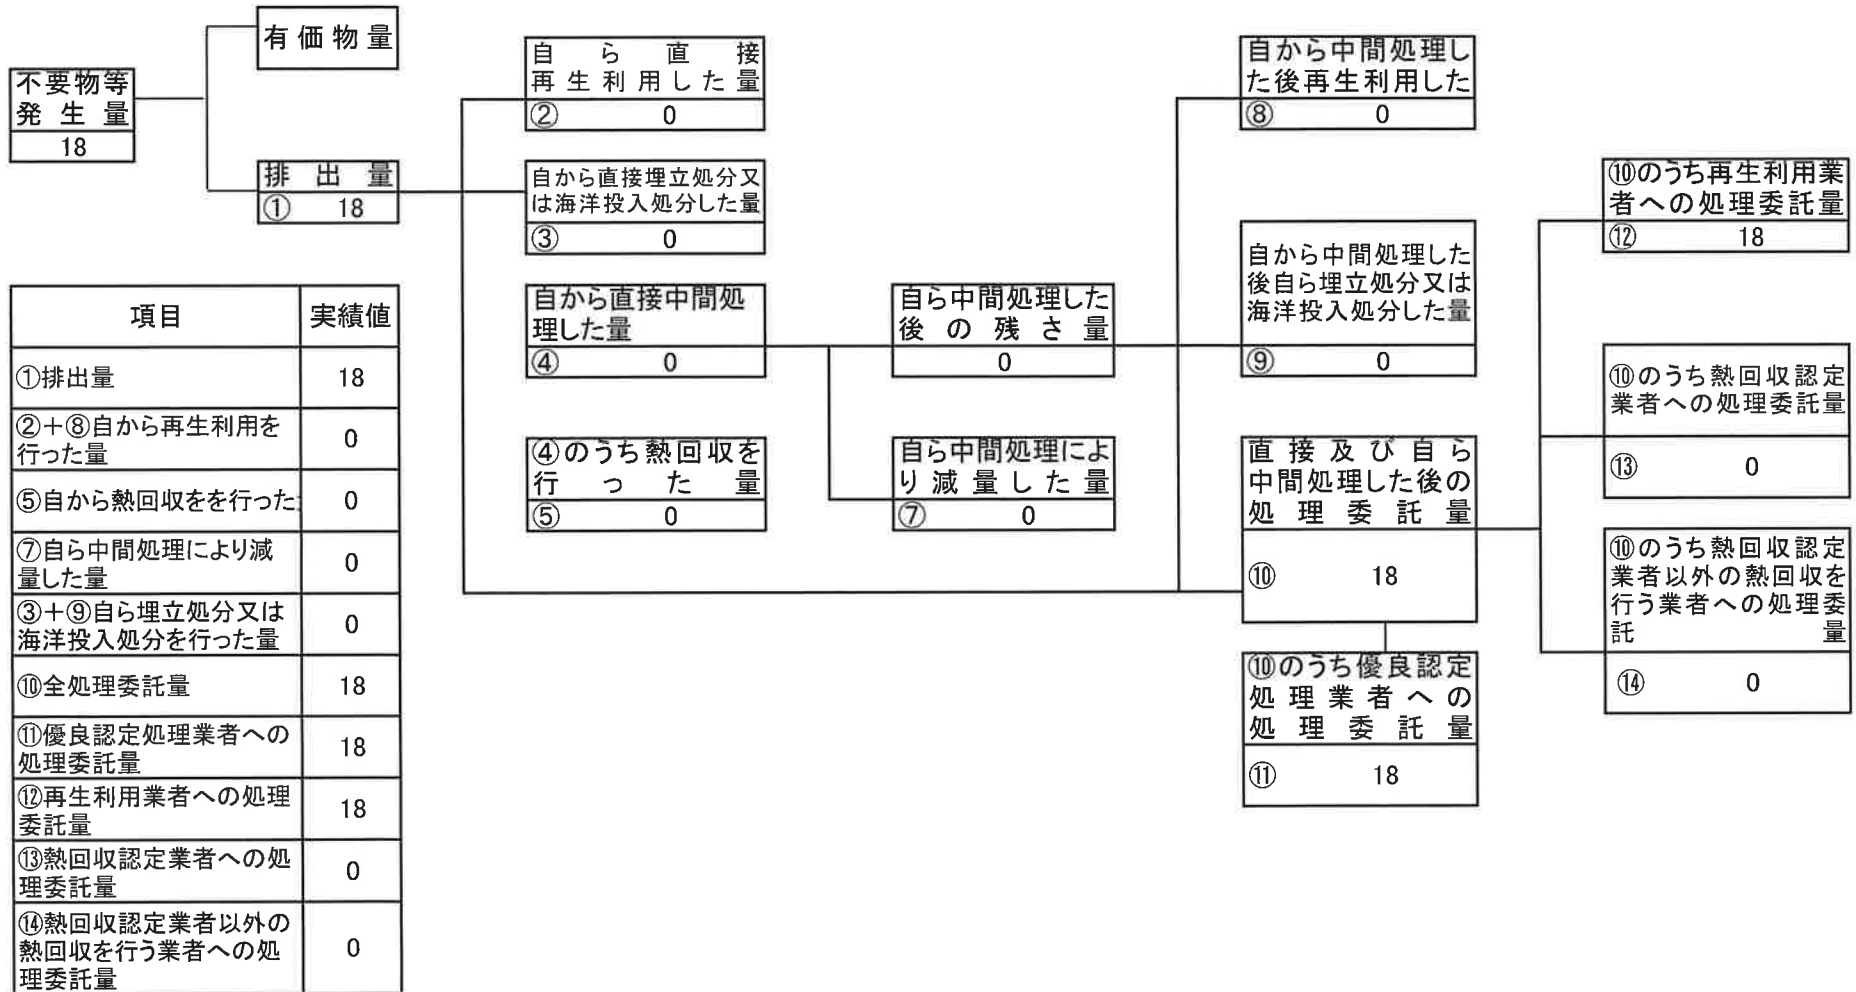 不要物等
発生量
18
有価物量
排出量
① 18
自ら直接
再生利用した量
② 0
自から直接埋立処分又
は海洋投入処分した量
③ 0
自から直接中間処
理した量
④ 0
④のうち熱回収を
行った量
⑤ 0
自ら中間処理した
後の残さ量
0
自ら中間処理によ
り減量した量
⑦ 0
自から中間処理し
た後再生利用した
⑧ 0
自から中間処理した
後自ら埋立処分又は
海洋投入処分した量
⑨ 0
直接及び自ら
中間処理した後の
処理委託量
⑩ 18
⑩のうち優良認定
処理業者への
処理委託量
⑪ 18
⑩のうち再生利用業
者への処理委託量
⑫ 18
⑩のうち熱回収認定
業者への処理委託量
⑬ 0
⑩のうち熱回収認定
業者以外の熱回収を
行う業者への処理委
託量
⑭ 0
項目 実績値
①排出量 18
②+⑧自から再生利用を
行った量 0
⑤自から熱回収をを行った 0
⑦自ら中間処理により減
量した量 0
③+⑨自ら埋立処分又は
海洋投入処分を行った量 0
⑩全処理委託量 18
⑪優良認定処理業者への
処理委託量 18
⑫再生利用業者への処理
委託量 18
⑬熱回収認定業者への処
理委託量 0
⑭熱回収認定業者以外の
熱回収を行う業者への処
理委託量 0